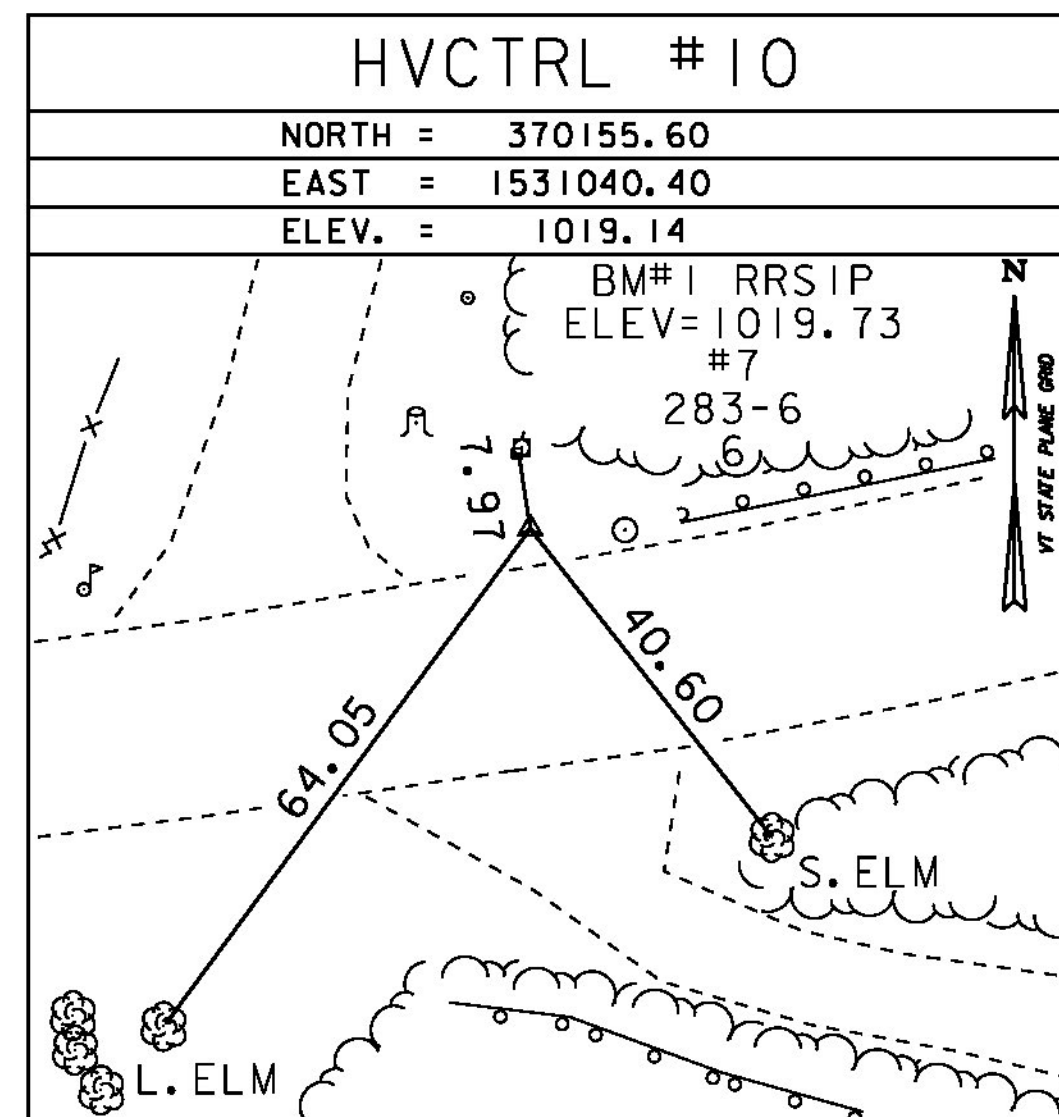 HVCTRL #10
NORTH = 370155.60
EAST = 1531040.40
ELEV. = 1019.14
BM#1 RRSIP
ELEV=1019.73
#7
283-6
6
N
VT STATE PLANE GRID
7.97
40.60
64.05
S.ELM
L.ELM